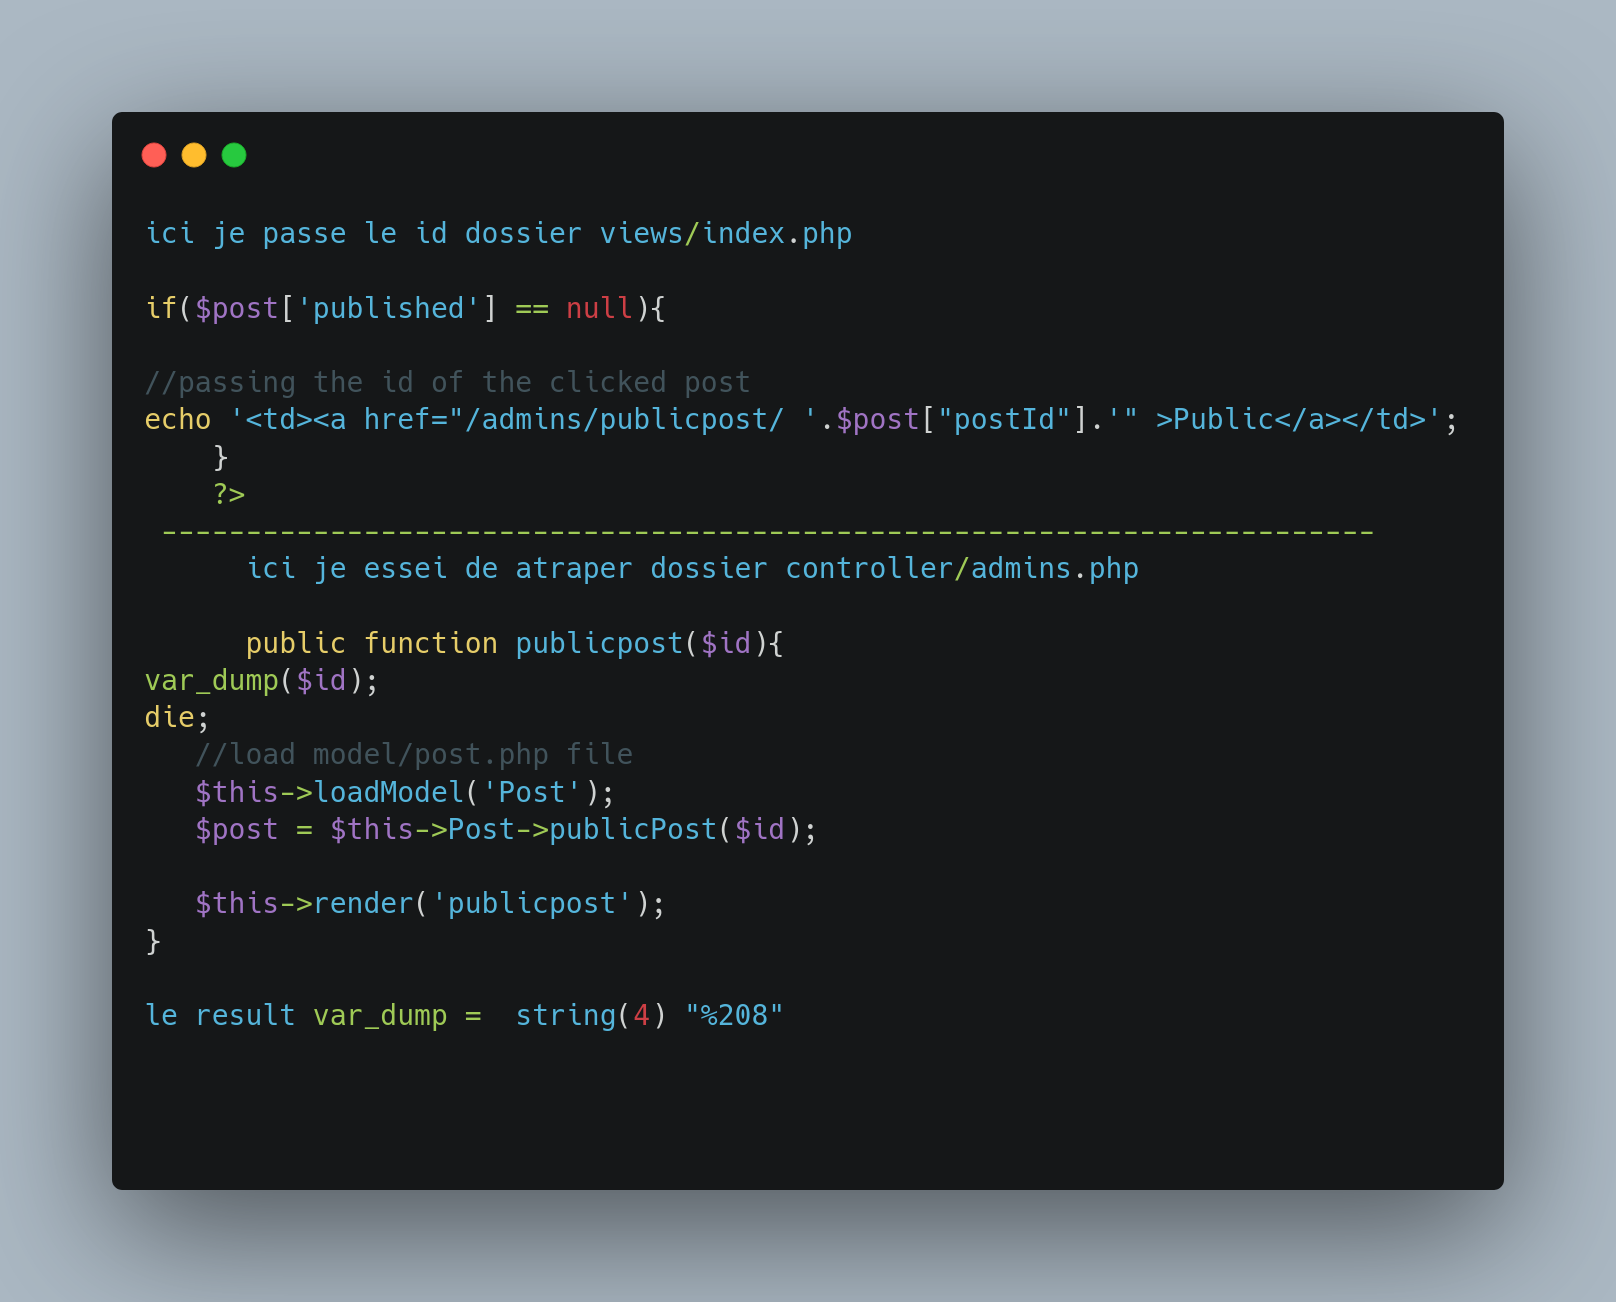 ici je passe le id dossier views/index.php
if($post['published'] == null){
//passing the id of the clicked post
echo '<td><a href="/admins/publicpost/ '.$post["postId"].'" >Public</a></td>';
}
?>
------------------------------------------------------------------------
ici je essei de atraper dossier controller/admins.php
public function publicpost($id){
var_dump($id);
die;
//load model/post.php file
$this->loadModel('Post');
$post = $this->Post->publicPost($id);
$this->render('publicpost');
}
le result var_dump =  string(4) "%208"